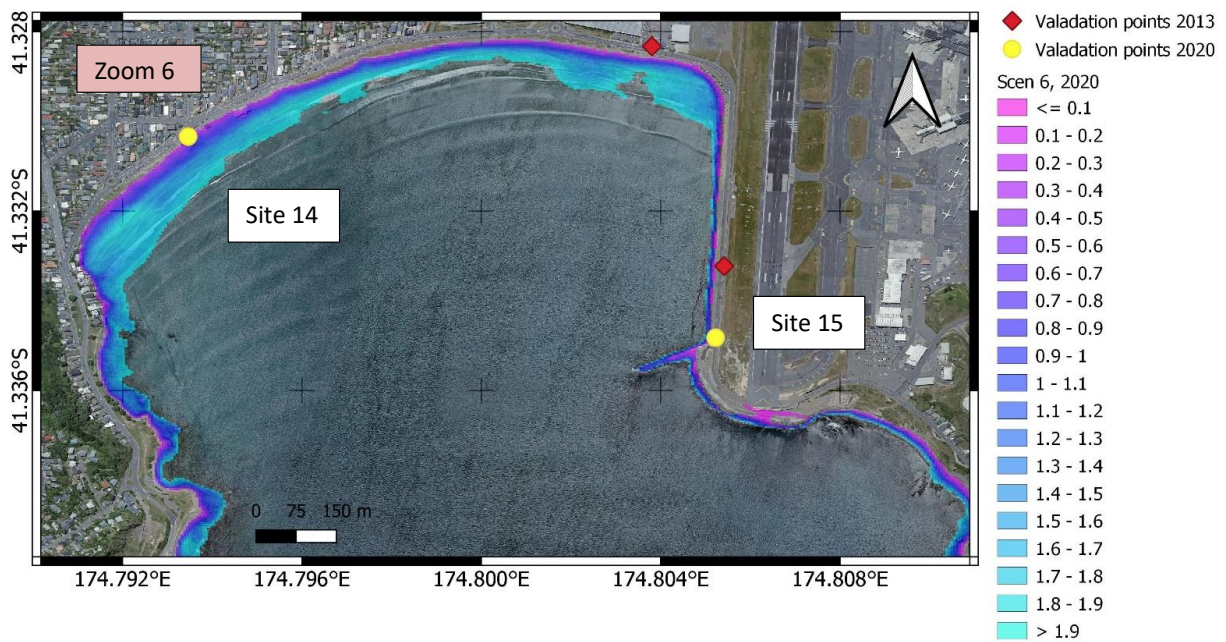 Zoom 6
Site 14
Site 15
0 75 150 m
41.328
41.332°S
41.336°S
174.792°E 174.796°E 174.800°E 174.804°E 174.808°E
Valadation points 2013
Valadation points 2020
Scen 6, 2020
<= 0.1
0.1 - 0.2
0.2 - 0.3
0.3 - 0.4
0.4 - 0.5
0.5 - 0.6
0.6 - 0.7
0.7 - 0.8
0.8 - 0.9
0.9 - 1
1 - 1.1
1.1 - 1.2
1.2 - 1.3
1.3 - 1.4
1.4 - 1.5
1.5 - 1.6
1.6 - 1.7
1.7 - 1.8
1.8 - 1.9
> 1.9